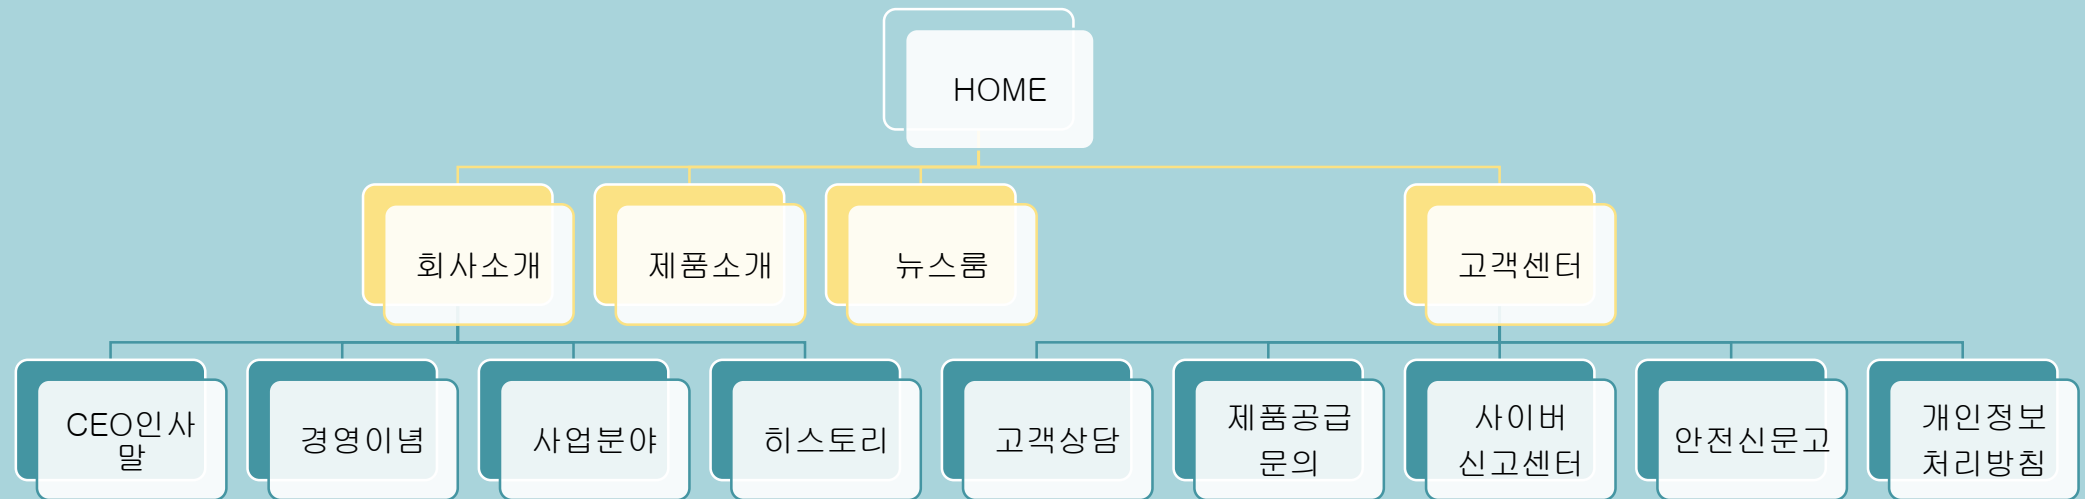 HOME
회사소개
제품소개
뉴스룸
고객센터
CEO인사
말
경영이념
사업분야
히스토리
고객상담
제품공급
문의
사이버
신고센터
안전신문고
개인정보
처리방침